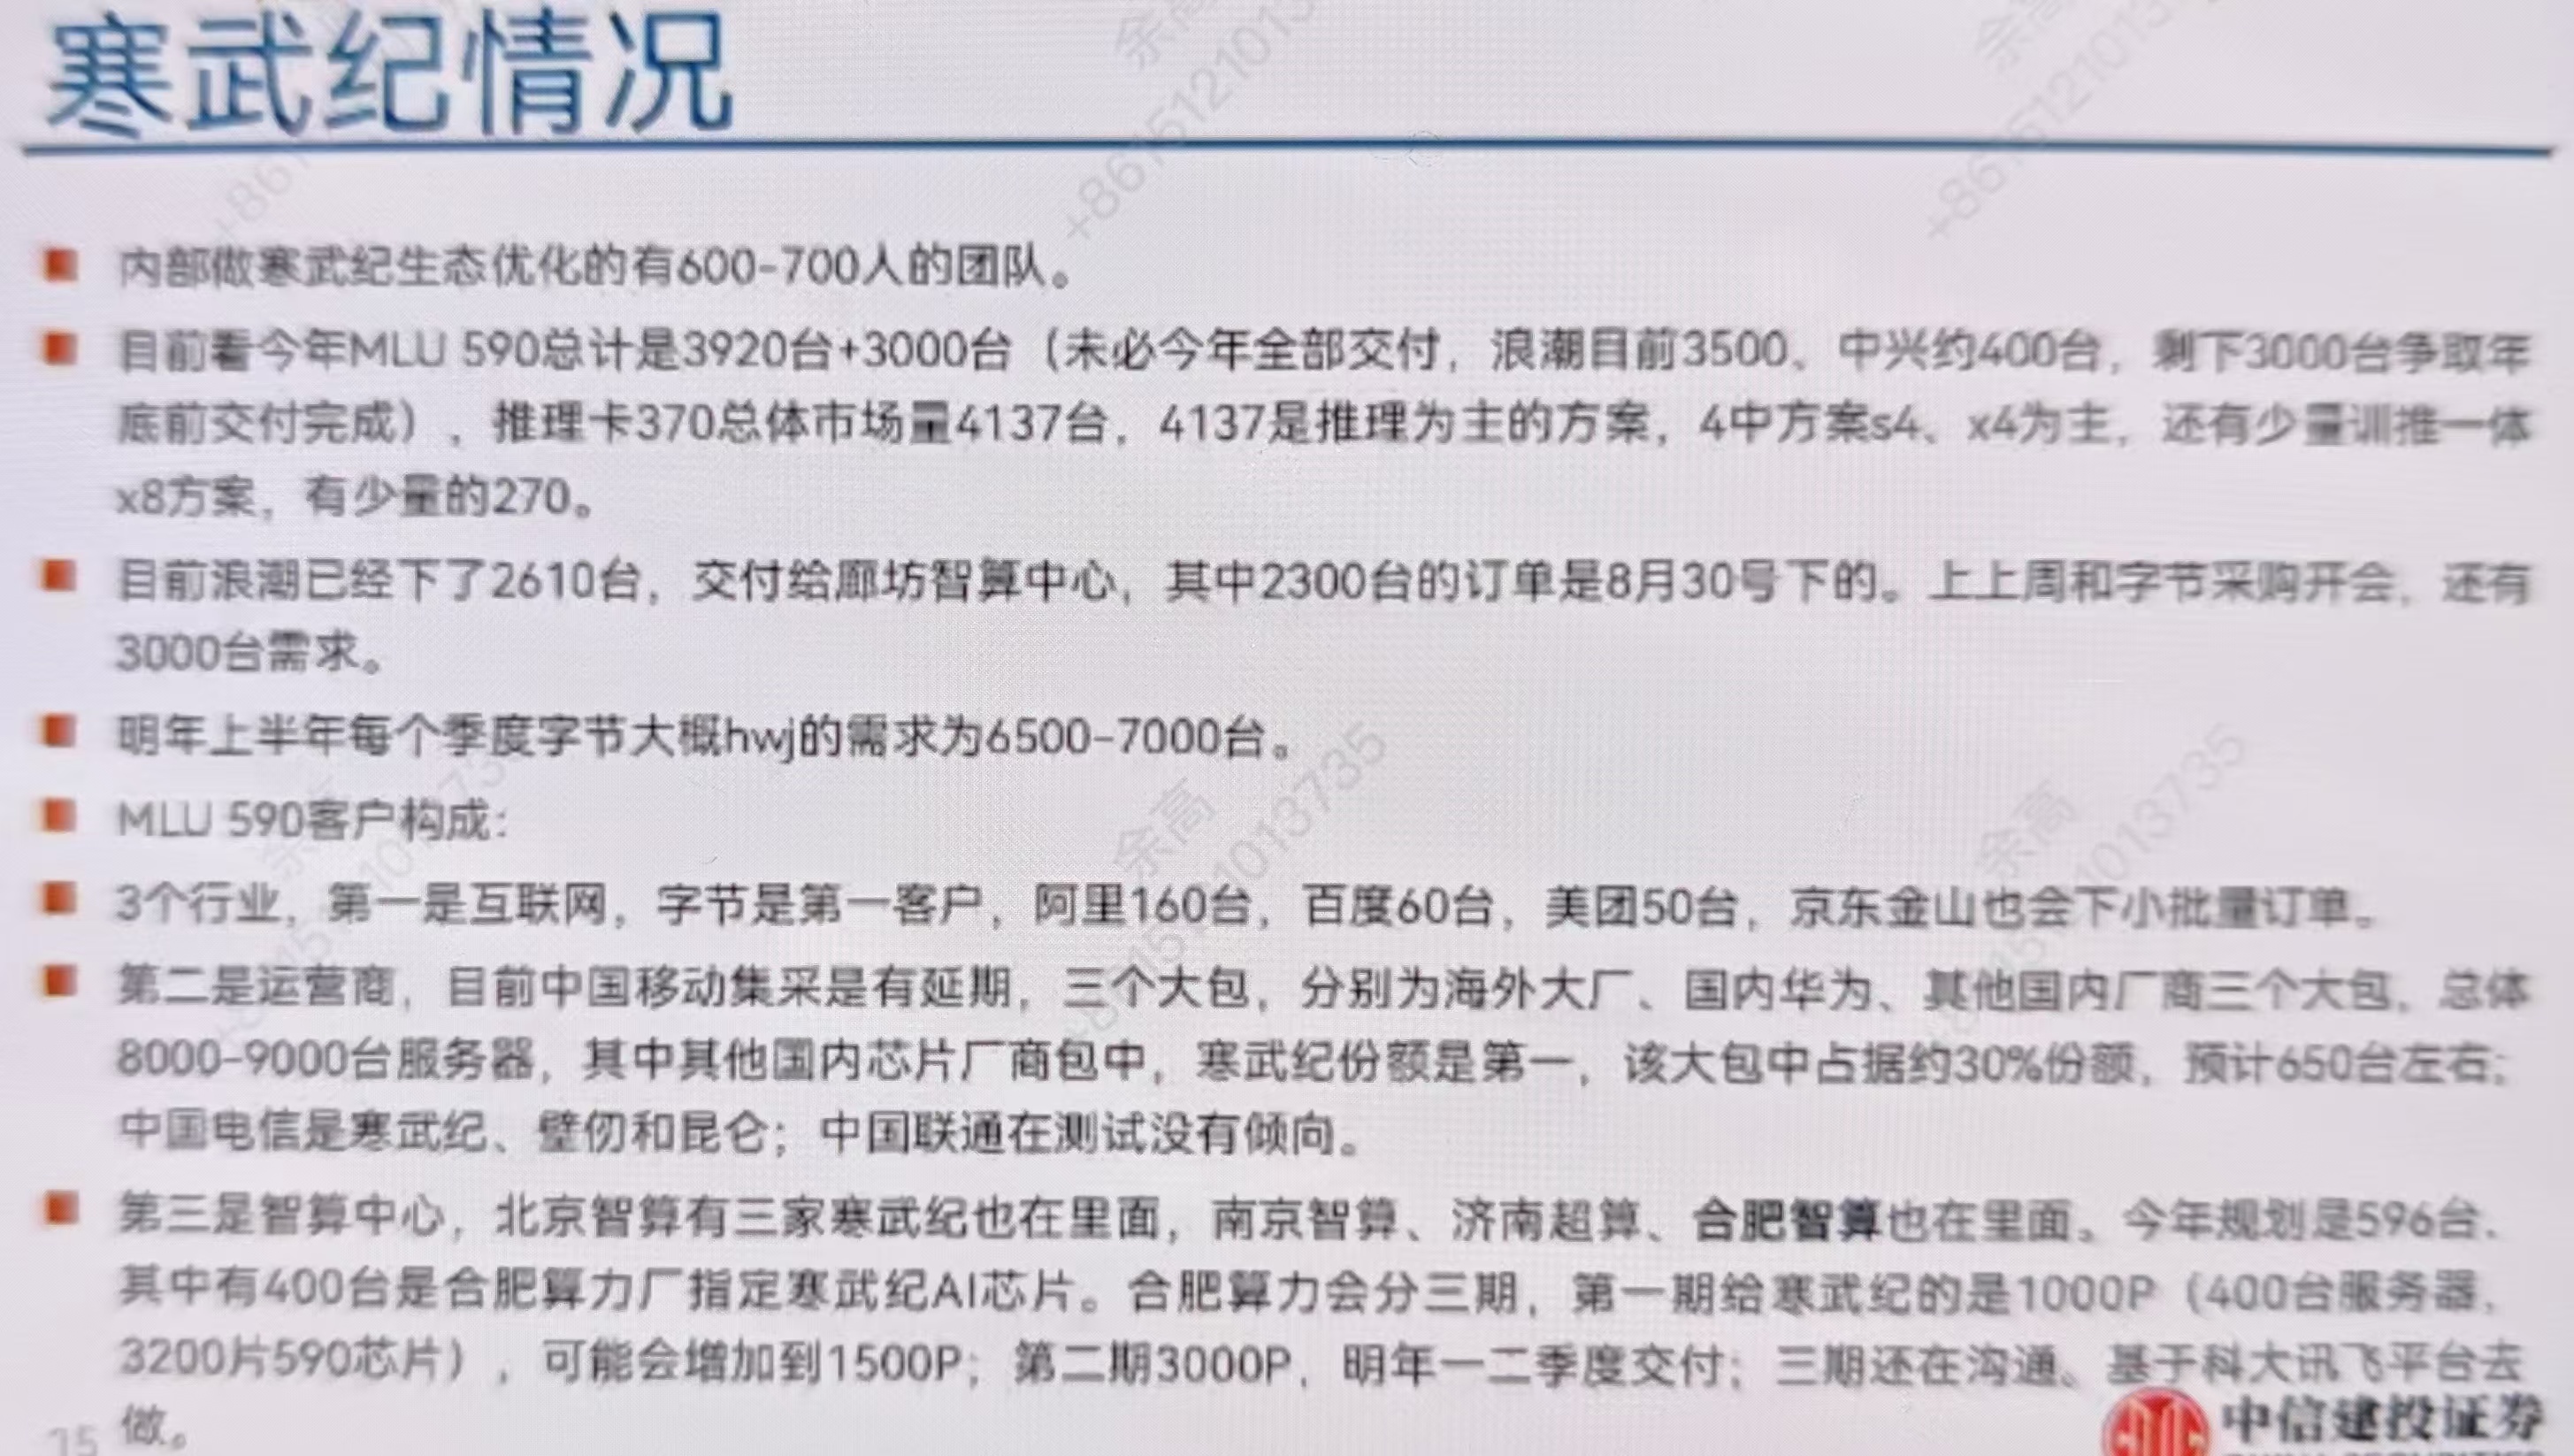 寒武纪情况
内部做寒武纪生态优化的有600-700人的团队。
目前看今年MLU 590总计是3920台+3000台（未必今年全部交付，浪潮目前3500、中兴约400台，剩下3000台争取年
底前交付完成），推理卡370总体市场量4137台，4137是推理为主的方案，4中方案s4、x4为主，还有少量训推一体
x8方案，有少量的270。
目前浪潮已经下了2610台，交付给廊坊智算中心，其中2300台的订单是8月30号下的。上上周和字节采购开会，还有
3000台需求。
明年上半年每个季度字节大概hwj的需求为6500-7000台。
MLU 590客户构成：
3个行业，第一是互联网，字节是第一客户，阿里160台，百度60台，美团50台，京东金山也会下小批量订单。
第二是运营商，目前中国移动集采是有延期，三个大包，分别为海外大厂、国内华为、其他国内厂商三个大包，总体
8000-9000台服务器，其中其他国内芯片厂商包中，寒武纪份额是第一，该大包中占据约30%份额，预计650台左右；
中国电信是寒武纪、壁仞和昆仑；中国联通在测试没有倾向。
第三是智算中心，北京智算有三家寒武纪也在里面，南京智算、济南超算、合肥智算也在里面。今年规划是596台，
其中有400台是合肥算力厂指定寒武纪AI芯片。合肥算力会分三期，第一期给寒武纪的是1000P（400台服务器，
3200片590芯片），可能会增加到1500P；第二期3000P，明年一二季度交付；三期还在沟通、基于科大讯飞平台去
做。
15
中信建投证券
余高
+8615121013735